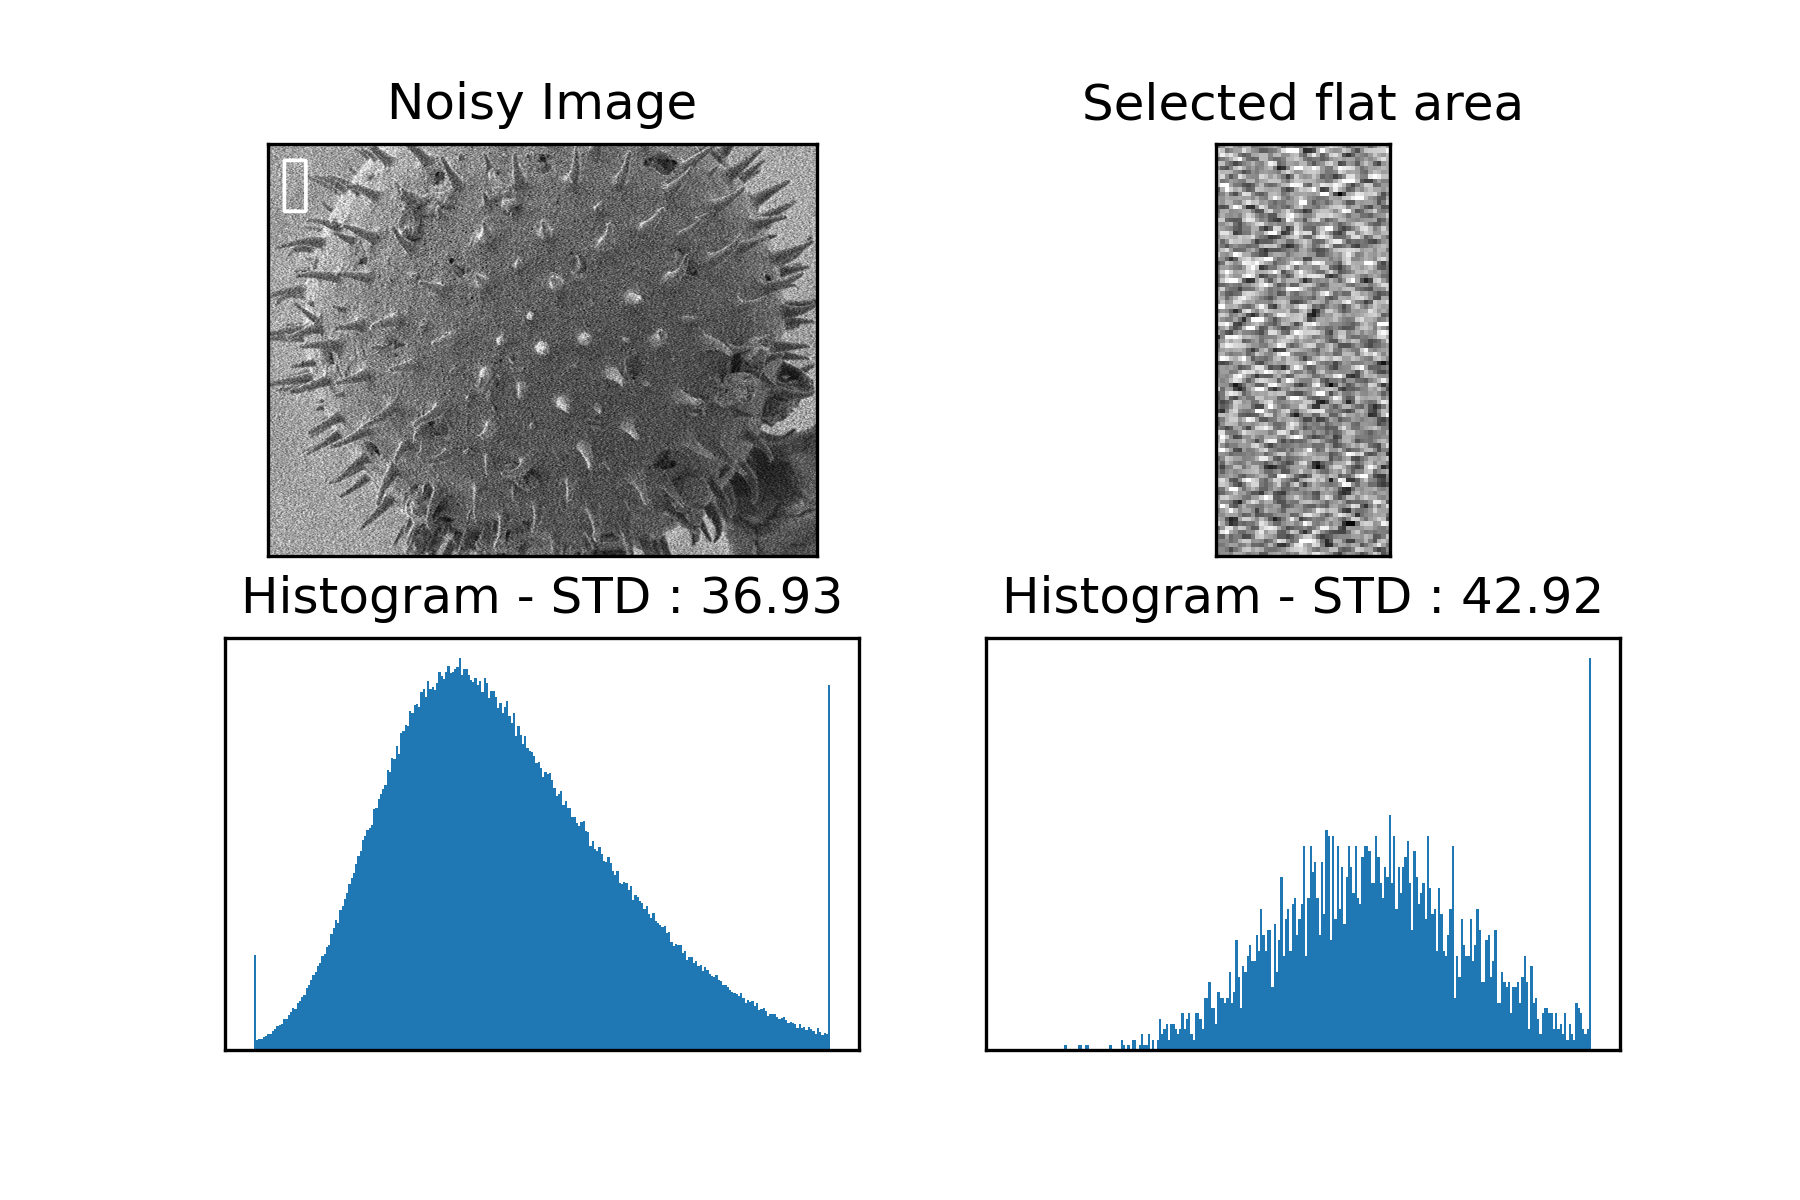 Noisy Image
Selected flat area
Histogram - STD : 36.93
Histogram - STD : 42.92